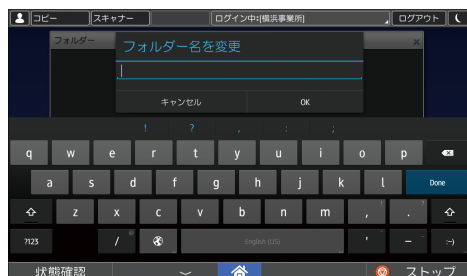 コピー スキャナー ログイン中:[横浜事業所] ログアウト
フォルダー ×
フォルダー名を変更
キャンセル OK
! ? , : ;
q w e r t y u i o p
a s d f g h j k l Done
z x c v b n m , ! . ?
?123 / @ English (US) ' - _ :-)
状態確認 ストップ